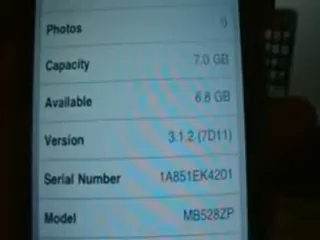 Photos 5
Capacity 7.0 GB
Available 6.8 GB
Version 3.1.2 (7D11)
Serial Number 1A851EK4201
Model MB528ZP